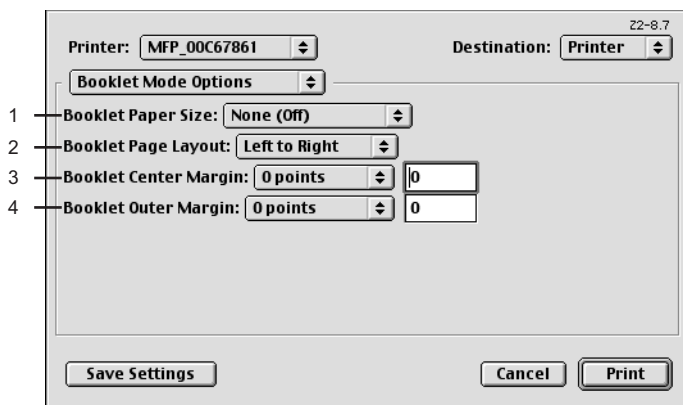 Z2-8.7
Printer: MFP_00C67861 Destination: Printer
Booklet Mode Options
1 Booklet Paper Size: None (Off)
2 Booklet Page Layout: Left to Right
3 Booklet Center Margin: 0 points 0
4 Booklet Outer Margin: 0 points 0
Save Settings Cancel Print